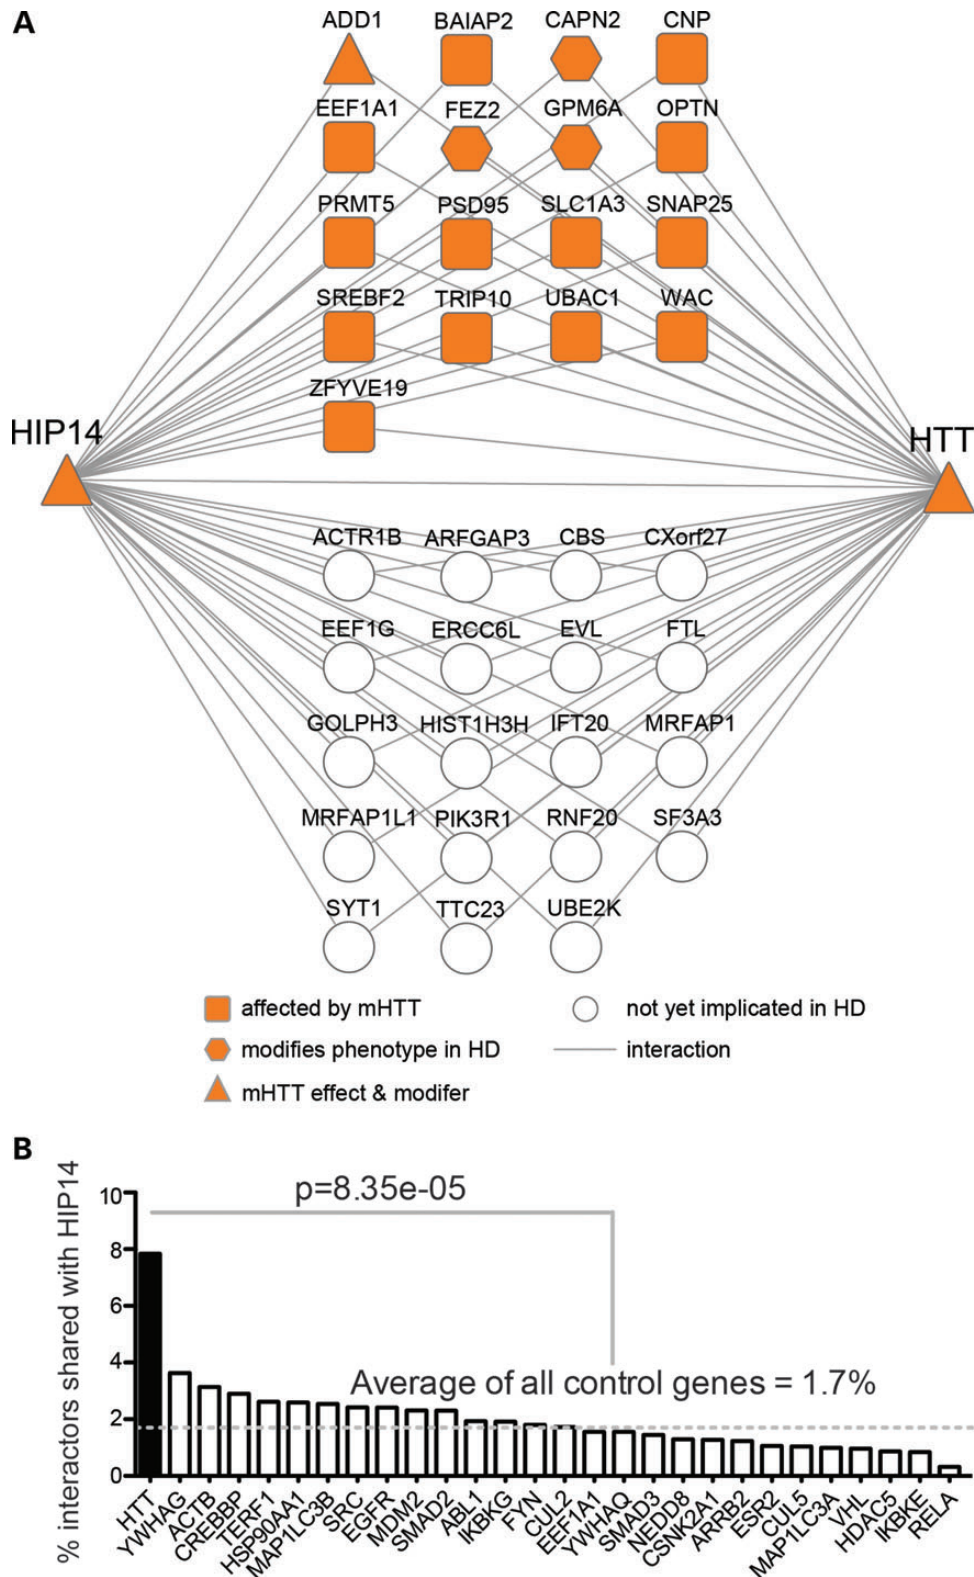 A
ADD1 BAIAP2 CAPN2 CNP
EEF1A1 FEZ2 GPM6A OPTN
PRMT5 PSD95 SLC1A3 SNAP25
SREBF2 TRIP10 UBAC1 WAC
ZFYVE19
HIP14 HTT
ACTR1B ARFGAP3 CBS CXorf27
EEF1G ERCC6L EVL FTL
GOLPH3 HIST1H3H IFT20 MRFAP1
MRFAP1L1 PIK3R1 RNF20 SF3A3
SYT1 TTC23 UBE2K
affected by mHTT not yet implicated in HD
modifies phenotype in HD interaction
mHTT effect & modifer
B
% interactors shared with HIP14
10
8
6
4
2
0
p=8.35e-05
Average of all control genes = 1.7%
HTT
YWHAG
ACTB
CREBBP
TERF1
HSP90AA1
MAP1LC3B
SRC
EGFR
MDM2
SMAD2
ABL1
IKBKG
FYN
CUL2
EEF1A1
YWHAQ
SMAD3
NEDD8
CSNK2A1
ARRB2
ESR2
CUL5
MAP1LC3A
VHL
HDAC5
IKBKE
RELA